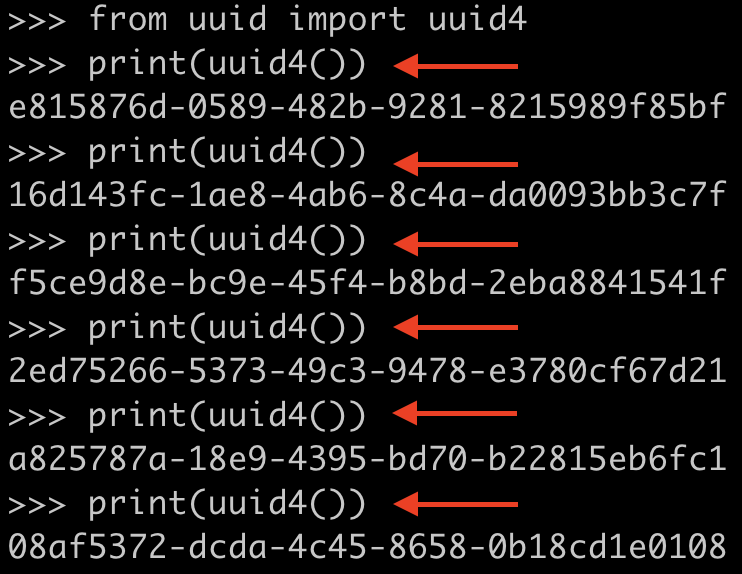 >>> from uuid import uuid4
>>> print(uuid4())
e815876d-0589-482b-9281-8215989f85bf
>>> print(uuid4())
16d143fc-1ae8-4ab6-8c4a-da0093bb3c7f
>>> print(uuid4())
f5ce9d8e-bc9e-45f4-b8bd-2eba8841541f
>>> print(uuid4())
2ed75266-5373-49c3-9478-e3780cf67d21
>>> print(uuid4())
a825787a-18e9-4395-bd70-b22815eb6fc1
>>> print(uuid4())
08af5372-dcda-4c45-8658-0b18cd1e0108